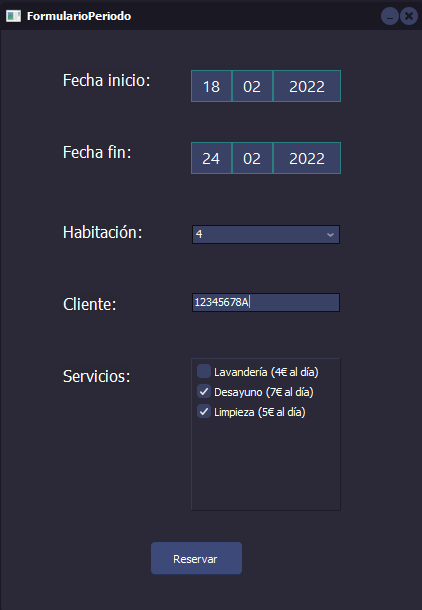 FormularioPeriodo
Fecha inicio: 18 02 2022
Fecha fin: 24 02 2022
Habitación: 4
Cliente: 12345678A
Servicios:
Lavandería (4€ al día)
Desayuno (7€ al día)
Limpieza (5€ al día)
Reservar